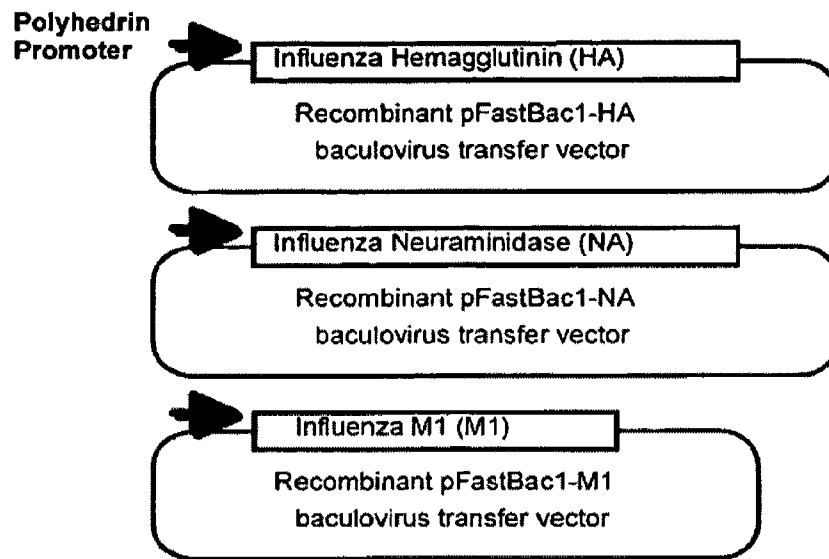 Polyhedrin
Promoter
Influenza Hemagglutinin (HA)
Recombinant pFastBac1-HA
baculovirus transfer vector
Influenza Neuraminidase (NA)
Recombinant pFastBac1-NA
baculovirus transfer vector
Influenza M1 (M1)
Recombinant pFastBac1-M1
baculovirus transfer vector